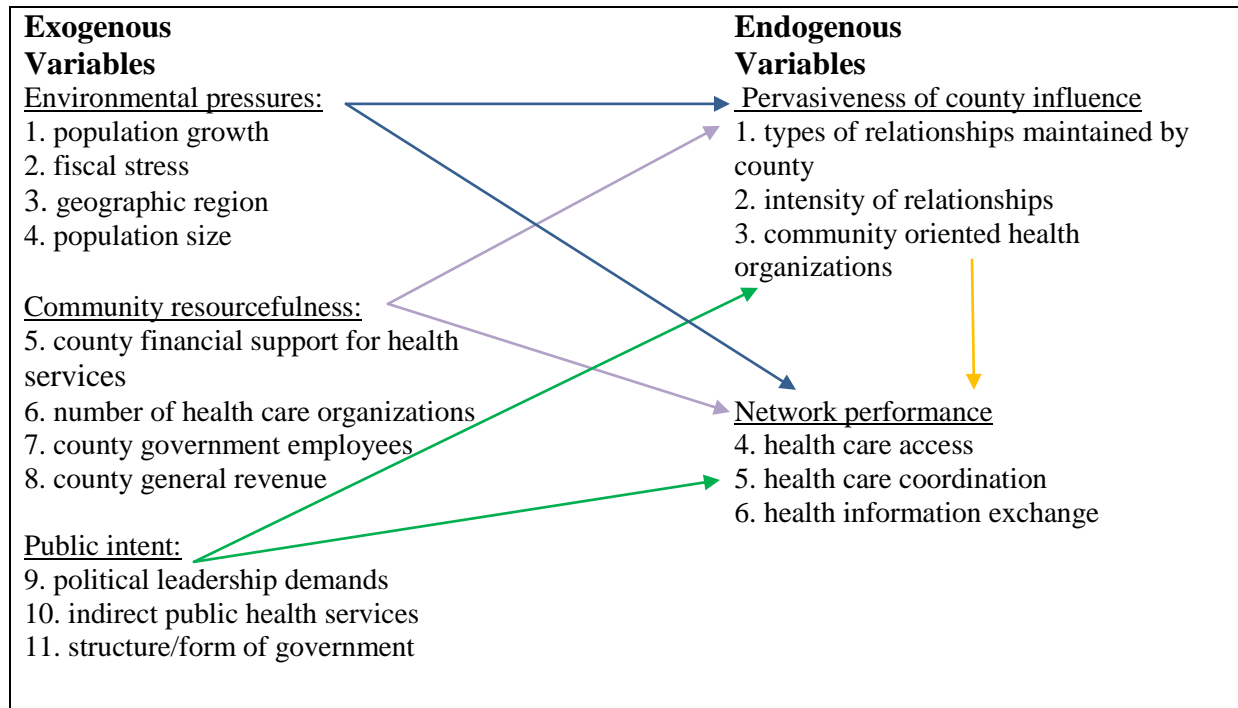 Exogenous
Variables
Environmental pressures:
1. population growth
2. fiscal stress
3. geographic region
4. population size
Community resourcefulness:
5. county financial support for health
services
6. number of health care organizations
7. county government employees
8. county general revenue
Public intent:
9. political leadership demands
10. indirect public health services
11. structure/form of government
Endogenous
Variables
Pervasiveness of county influence
1. types of relationships maintained by
county
2. intensity of relationships
3. community oriented health
organizations
Network performance
4. health care access
5. health care coordination
6. health information exchange